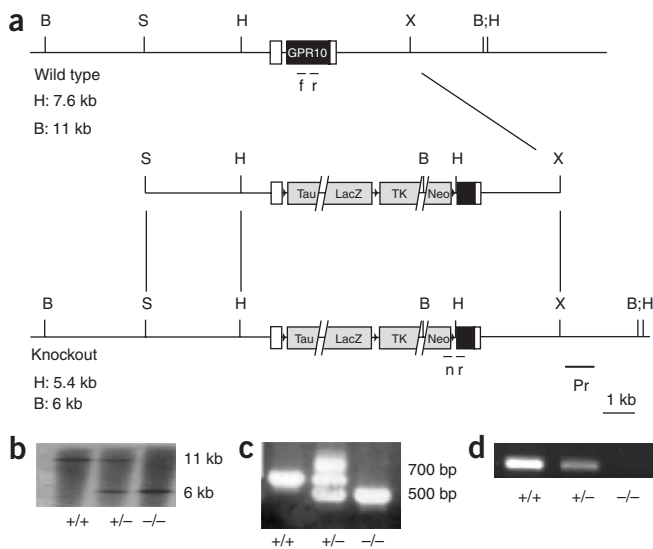 a
B S H X B;H
GPR10
f r
Wild type
H: 7.6 kb
B: 11 kb
S H B H X
Tau LacZ TK Neo
B S H B H X B;H
Tau LacZ TK Neo
n r
Knockout
H: 5.4 kb
B: 6 kb
Pr
1 kb
b
11 kb
6 kb
+/+ +/– –/–
c
700 bp
500 bp
+/+ +/– –/–
d
+/+ +/– –/–